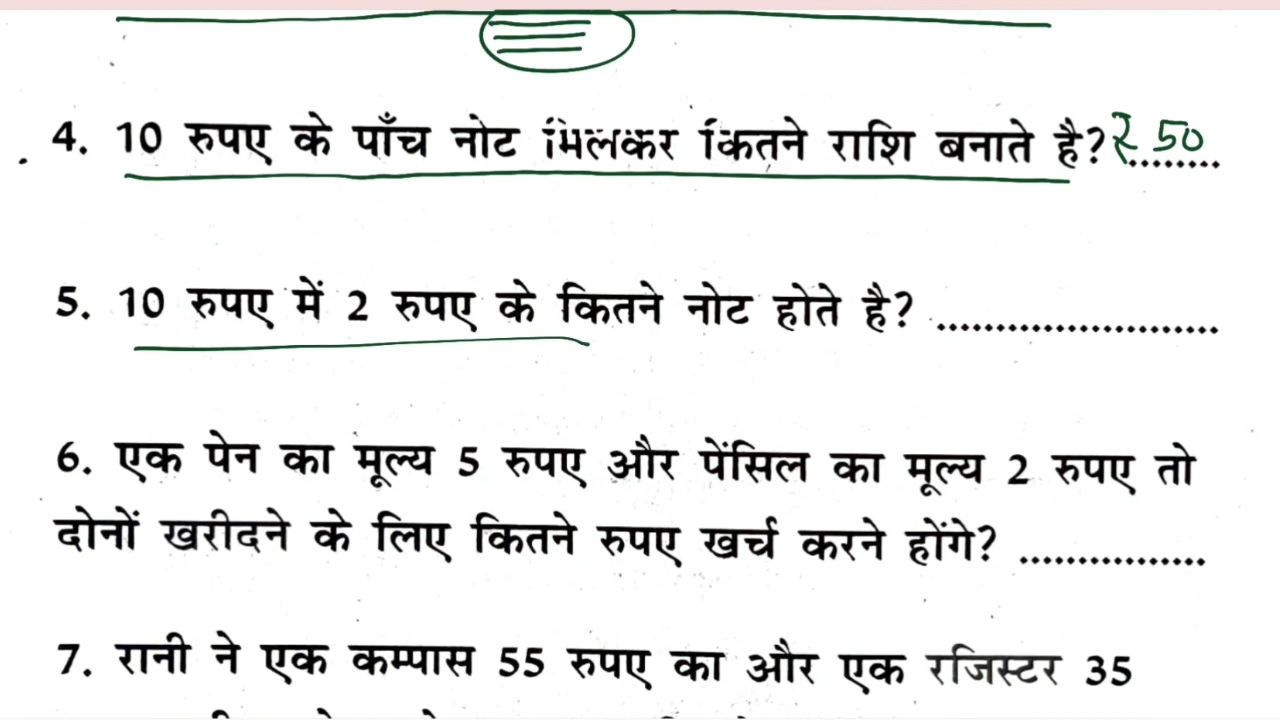 4. 10 रुपए के पाँच नोट मिलकर कितने राशि बनाते है? ₹ 50
5. 10 रुपए में 2 रुपए के कितने नोट होते है? ........................
6. एक पेन का मूल्य 5 रुपए और पेंसिल का मूल्य 2 रुपए तो
दोनों खरीदने के लिए कितने रुपए खर्च करने होंगे? ................
7. रानी ने एक कम्पास 55 रुपए का और एक रजिस्टर 35